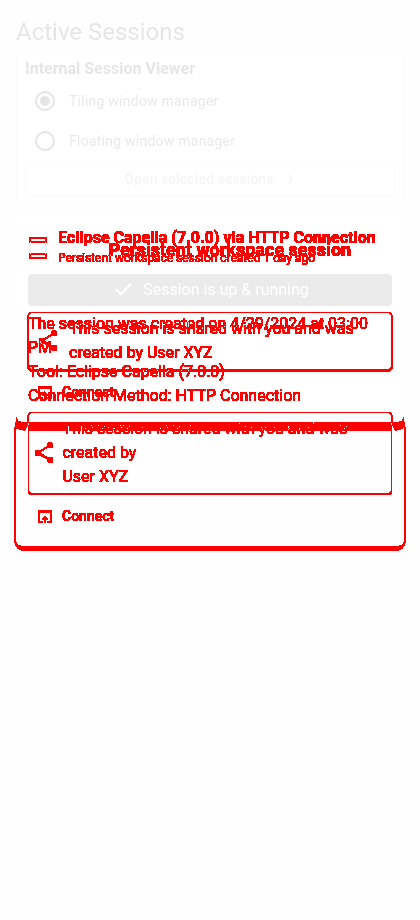 Active Sessions
Internal Session Viewer
Tiling window manager
Floating window manager
Open selected sessions
Eclipse Capella (7.0.0) via HTTP Connection
Persistent workspace session
Persistent workspace session created 1 day ago
Session is up & running
The session was created on 4/29/2024 at 03:00
This session is shared with you and was
PM
created by User XYZ
Tool: Eclipse Capella (7.0.0)
Connect
Connection Method: HTTP Connection
This session is shared with you and was
created by
User XYZ
Connect